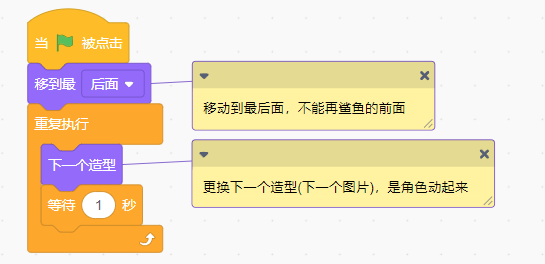 当 被点击
移到最 后面
移动到最后面，不能再鲨鱼的前面
重复执行
下一个造型
更换下一个造型(下一个图片)，是角色动起来
等待 1 秒